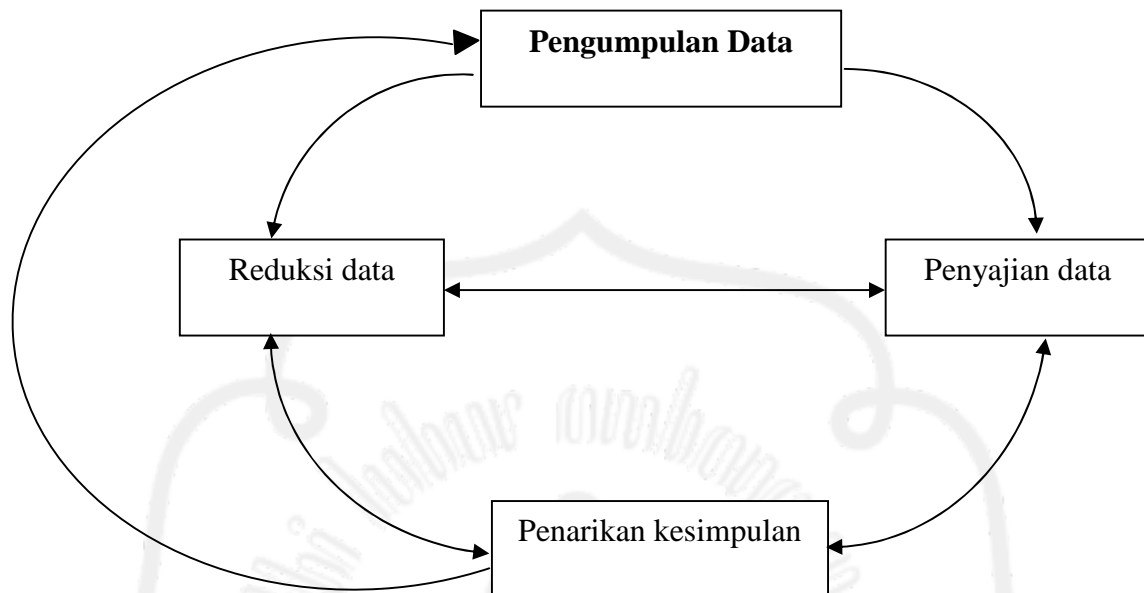 Pengumpulan Data
Reduksi data
Penyajian data
Penarikan kesimpulan